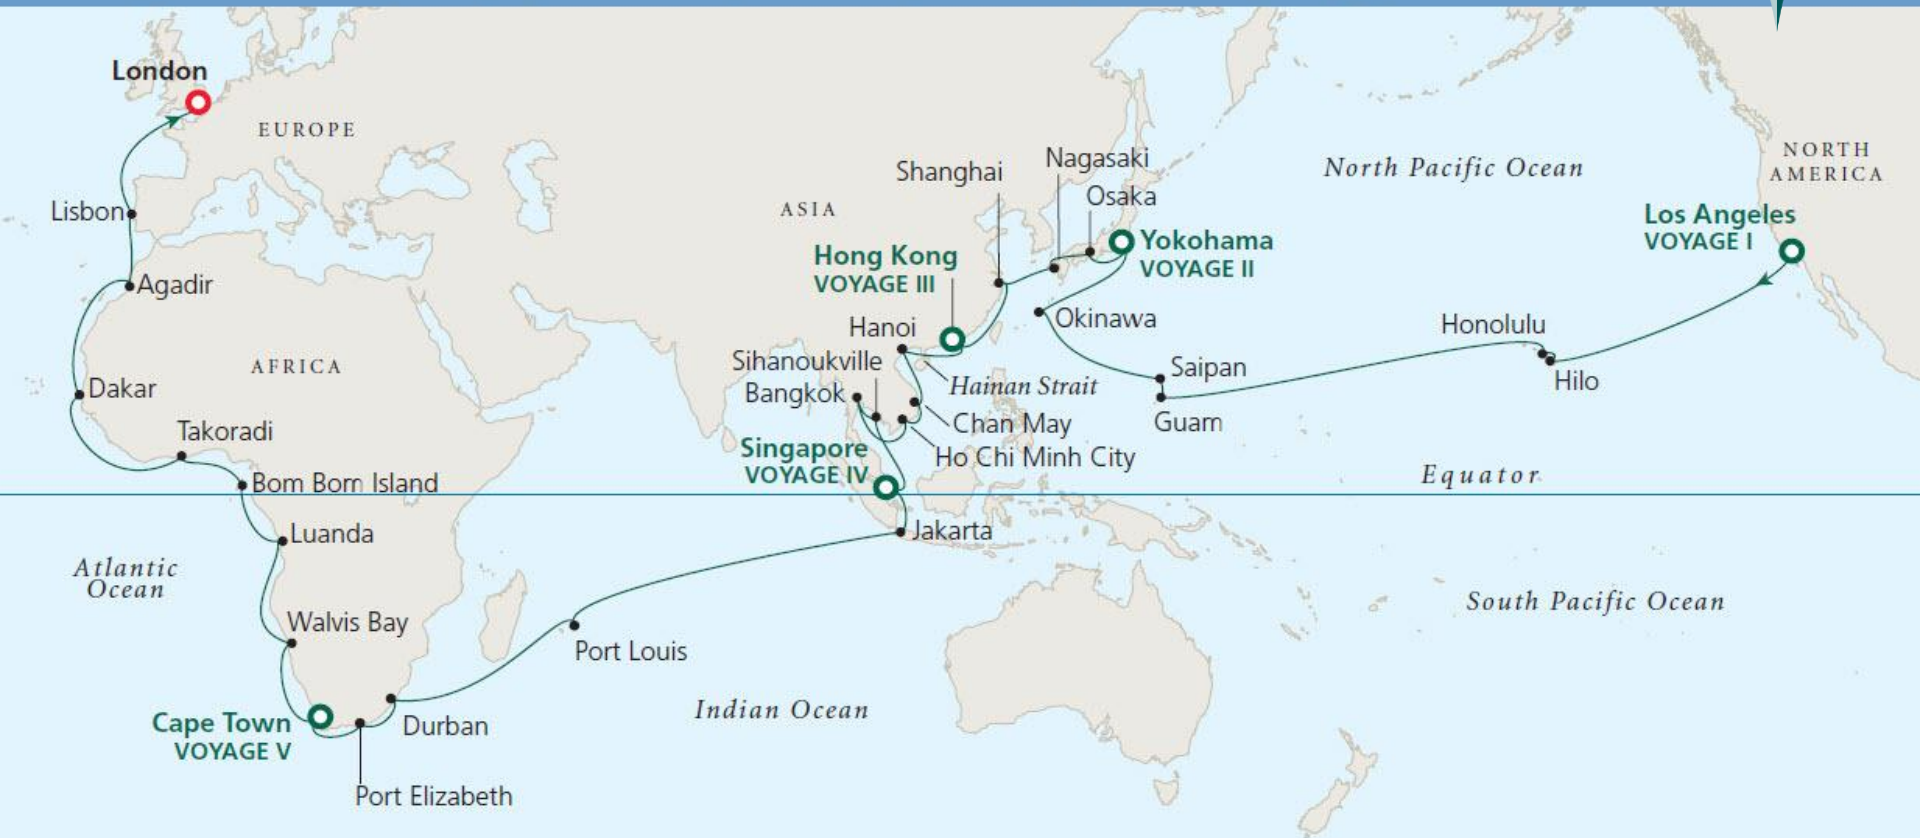 London
EUROPE
Lisbon
Agadir
AFRICA
Dakar
Takoradi
Bom Bom Island
Luanda
Atlantic
Ocean
Walvis Bay
Cape Town
VOYAGE V
Port Elizabeth
Durban
Port Louis
Indian Ocean
ASIA
Shanghai
Nagasaki
Osaka
Hong Kong
VOYAGE III
Yokohama
VOYAGE II
Okinawa
Hanoi
Sihanoukville
Bangkok
Hainan Strait
Chan May
Ho Chi Minh City
Singapore
VOYAGE IV
Jakarta
Saipan
Guam
North Pacific Ocean
NORTH
AMERICA
Los Angeles
VOYAGE I
Honolulu
Hilo
Equator
South Pacific Ocean